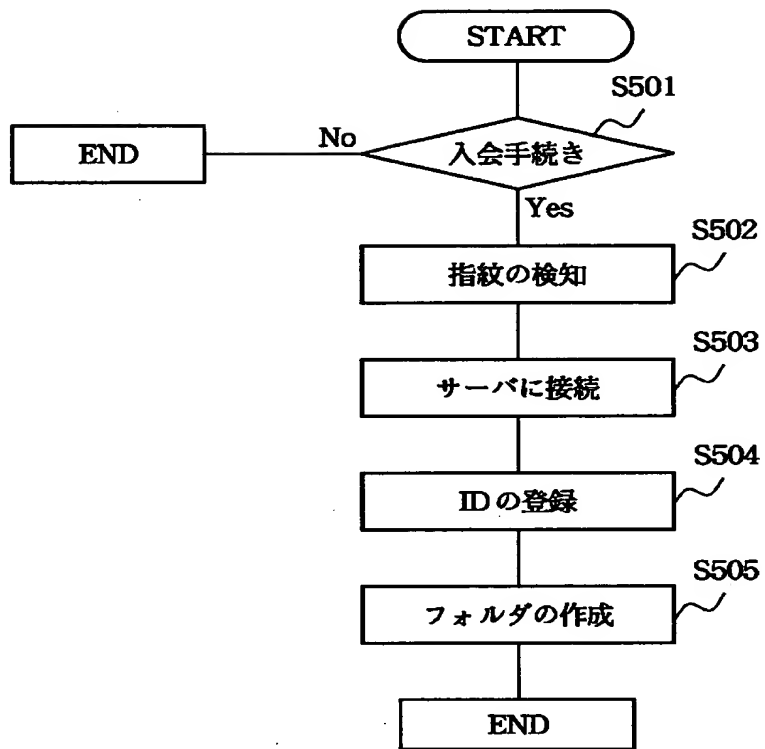 START
S501
入会手続き
No
END
Yes
S502
指紋の検知
S503
サーバに接続
S504
IDの登録
S505
フォルダの作成
END